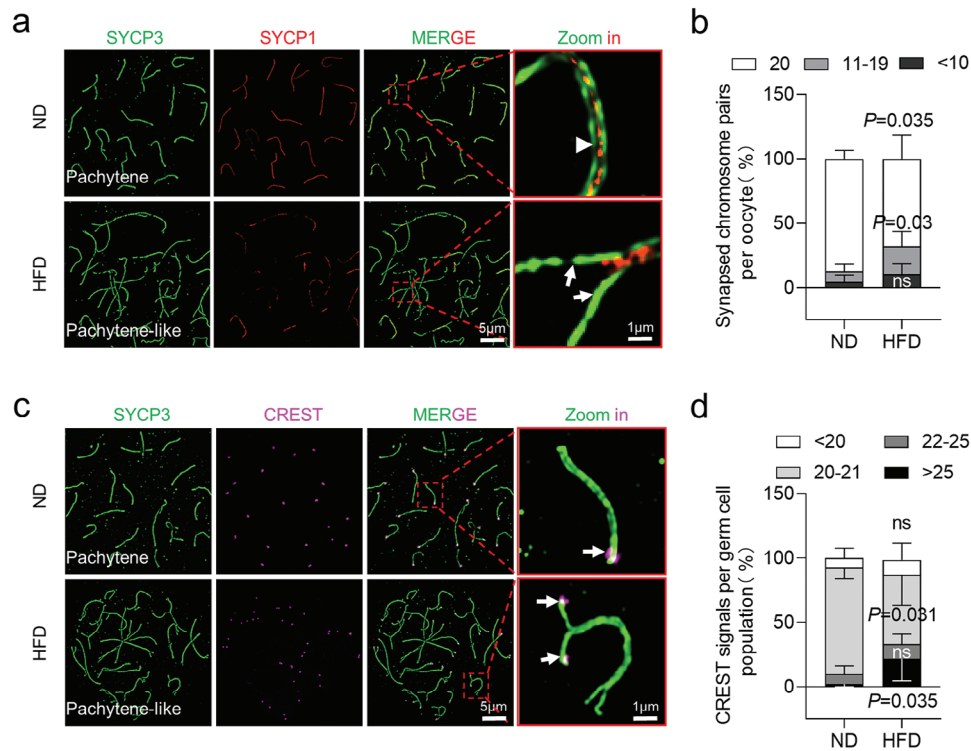 a
SYCP3 SYCP1 MERGE Zoom in
ND
Pachytene
HFD
Pachytene-like
5μm
1μm
b
20 11-19 <10
Synapsed chromosome pairs
per oocyte( %)
150
100
50
0
P=0.035
P=0.03
ns
ND HFD
c
SYCP3 CREST MERGE Zoom in
ND
Pachytene
HFD
Pachytene-like
5μm
1μm
d
<20 22-25
20-21 >25
CREST signals per germ cell
population( %)
150
100
50
0
ns
P=0.031
ns
P=0.035
ND HFD